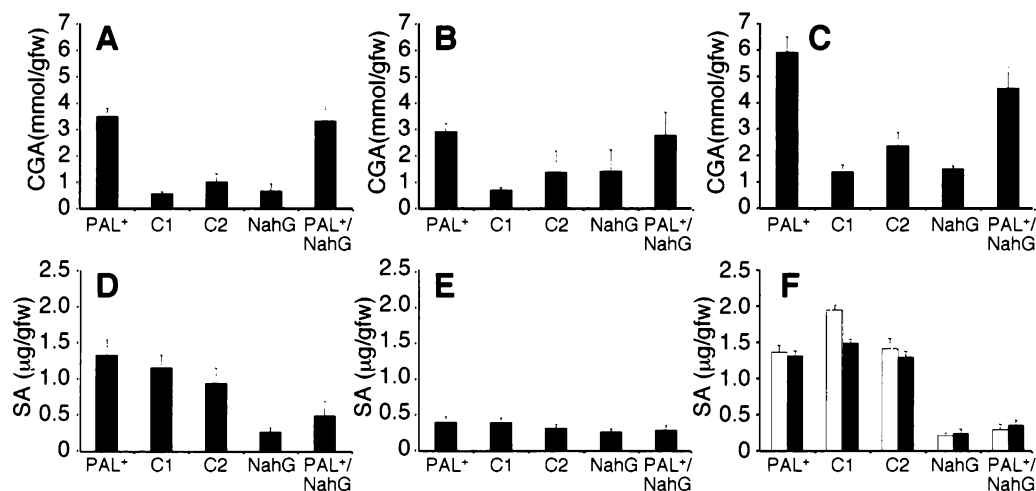 A
CGA(mmol/gfw)
7
6
5
4
3
2
1
0
PAL⁺ C1 C2 NahG PAL⁺/
NahG
B
CGA(mmol/gfw)
7
6
5
4
3
2
1
0
PAL⁺ C1 C2 NahG PAL⁺/
NahG
C
CGA(mmol/gfw)
7
6
5
4
3
2
1
0
PAL⁺ C1 C2 NahG PAL⁺/
NahG
D
SA (μg/gfw)
2.5
2.0
1.5
1.0
0.5
0
PAL⁺ C1 C2 NahG PAL⁺/
NahG
E
SA (μg/gfw)
2.5
2.0
1.5
1.0
0.5
0
PAL⁺ C1 C2 NahG PAL⁺/
NahG
F
SA (μg/gfw)
2.5
2.0
1.5
1.0
0.5
0
PAL⁺ C1 C2 NahG PAL⁺/
NahG